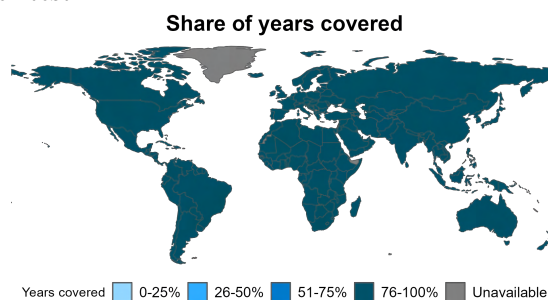 Share of years covered
Years covered 0-25% 26-50% 51-75% 76-100% Unavailable